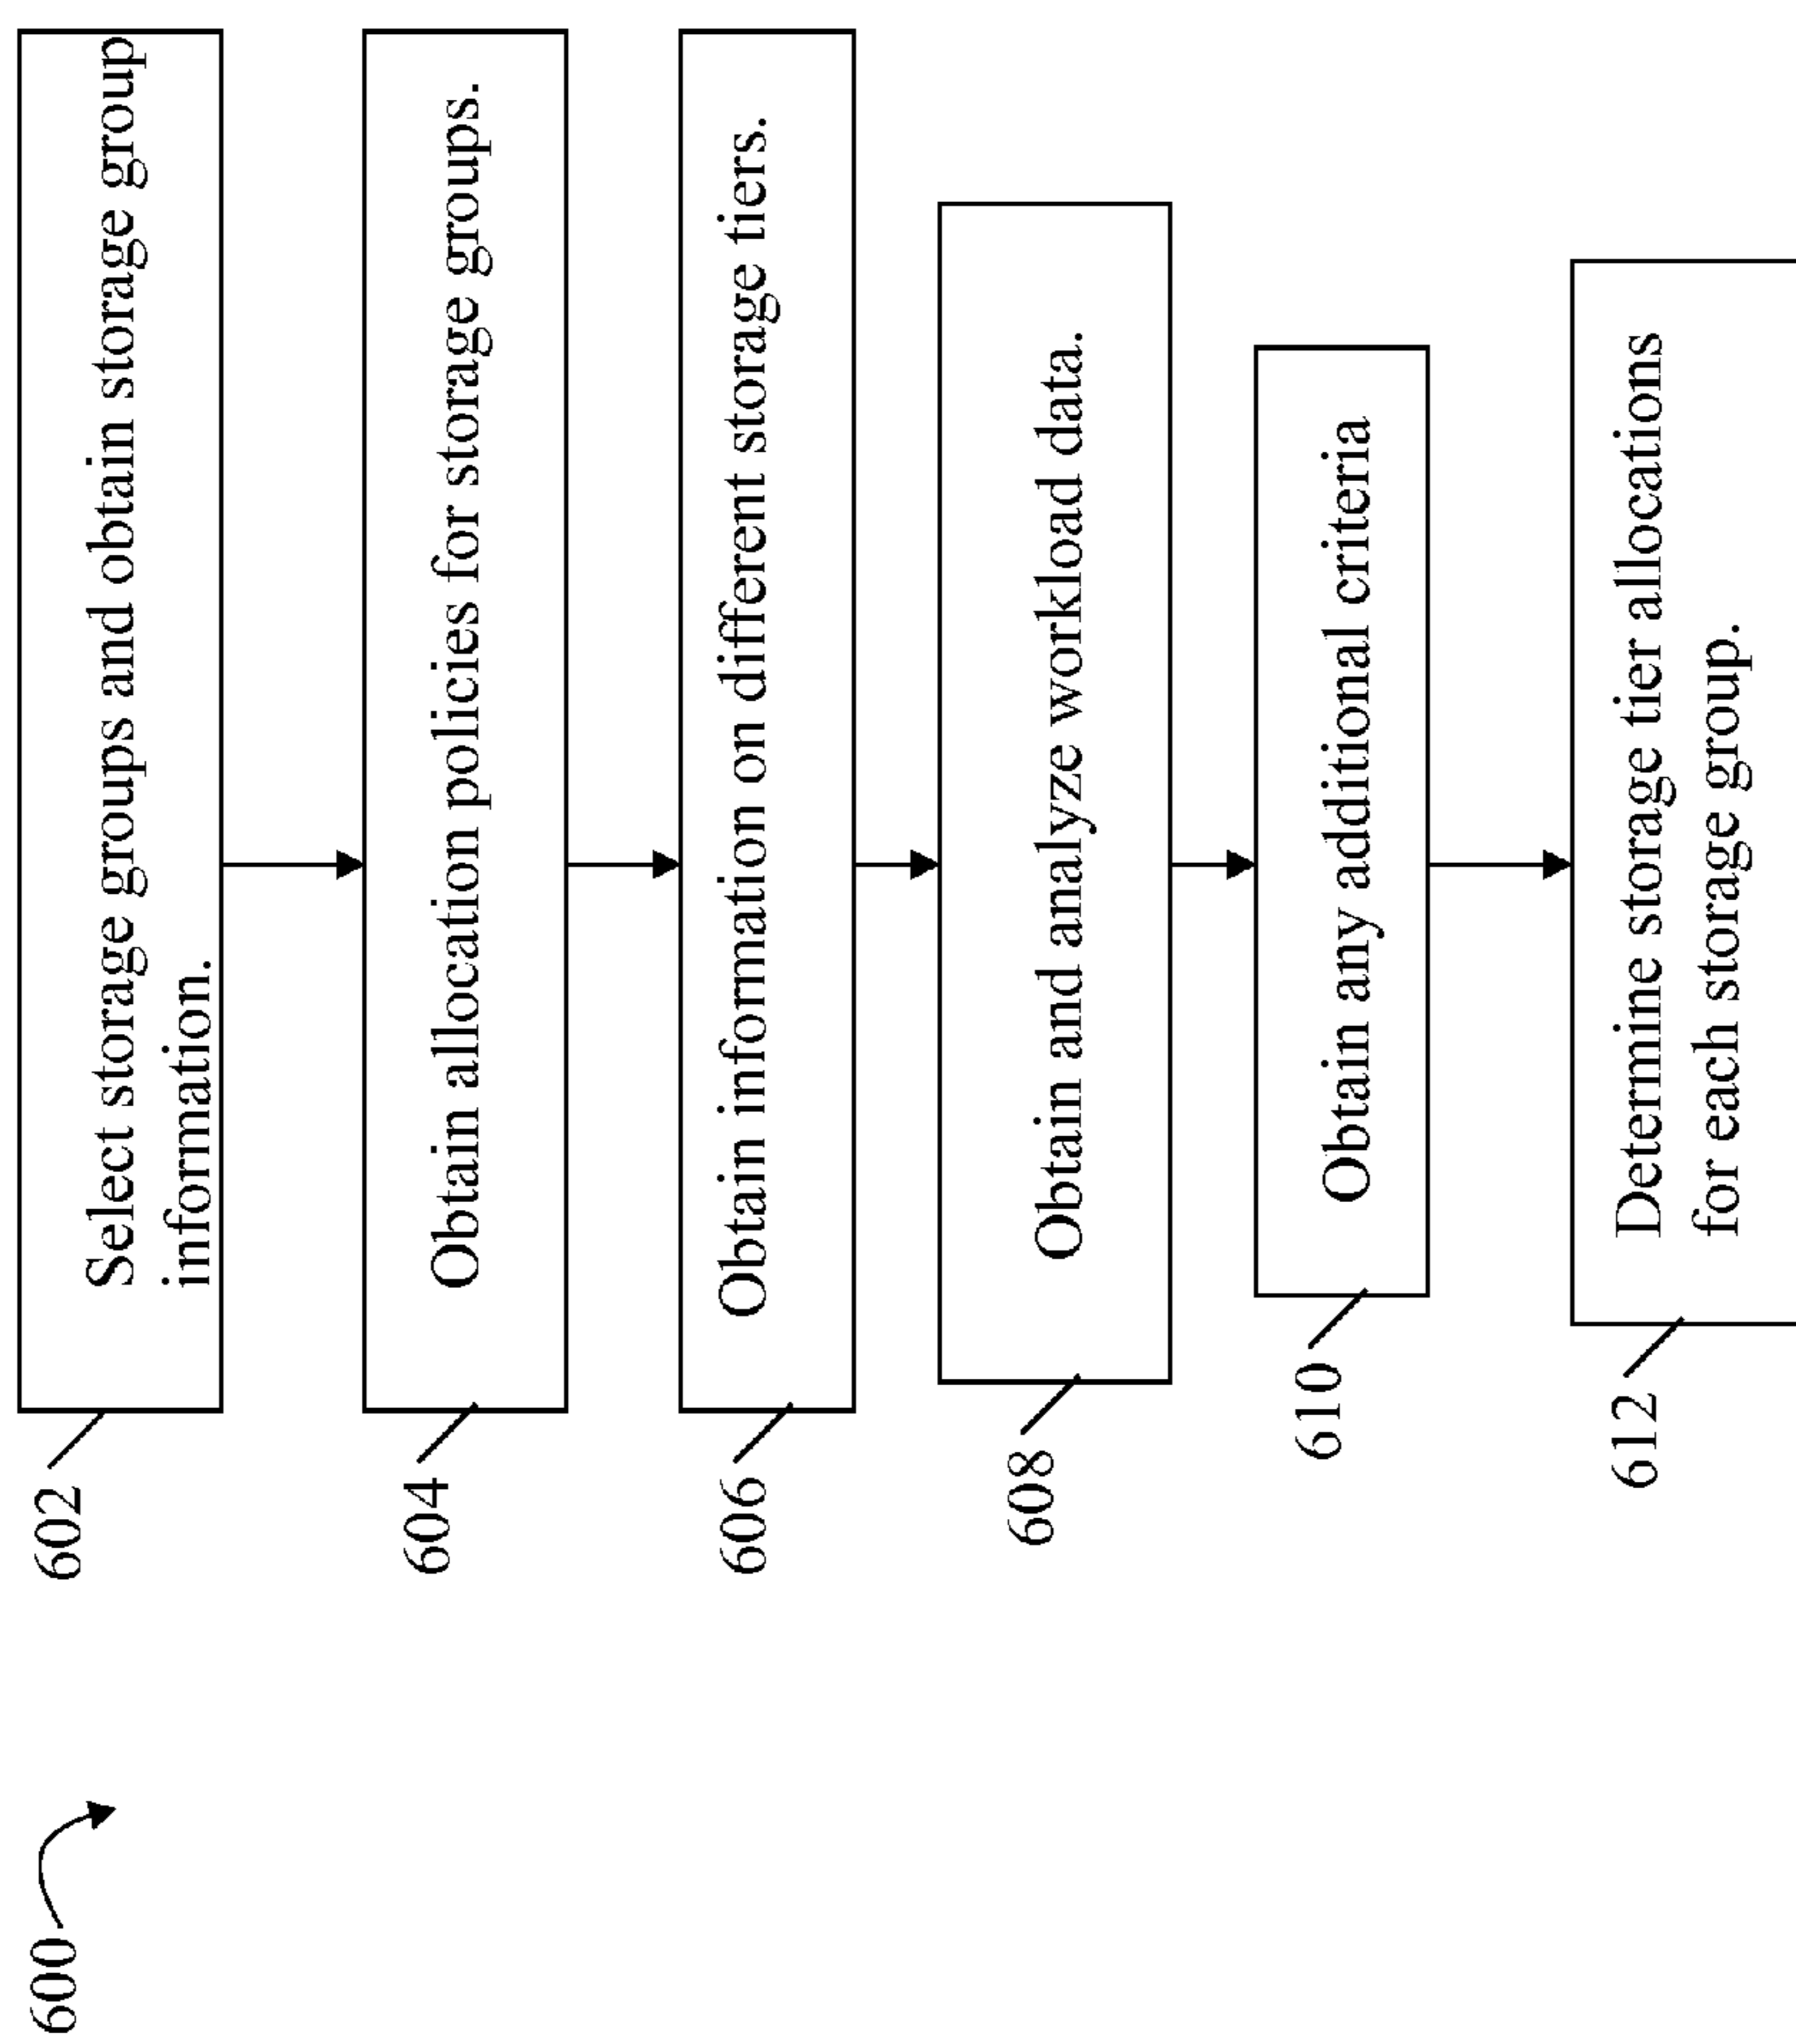 600
602
Select storage groups and obtain storage group
information.
604
Obtain allocation policies for storage groups.
606
Obtain information on different storage tiers.
608
Obtain and analyze workload data.
610
Obtain any additional criteria
612
Determine storage tier allocations
for each storage group.